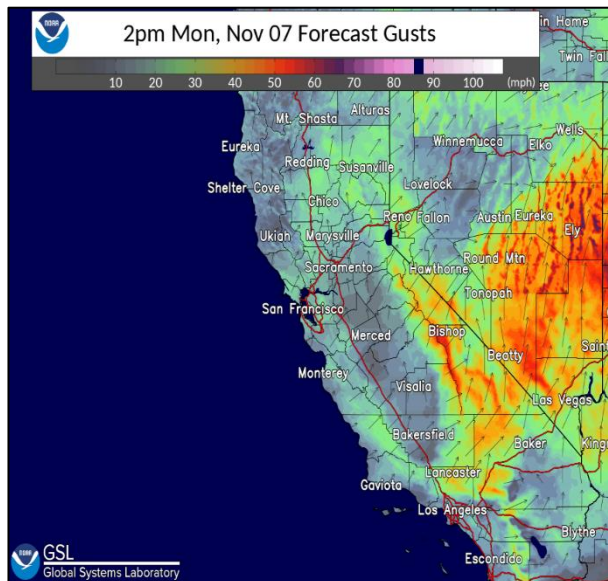 NOAA
2pm Mon, Nov 07 Forecast Gusts
10 20 30 40 50 60 70 80 90 100 (mph)
Twin Fall
Alturas
Mt. Shasta
Wells
Winnemucca
Elko
Eureka
Redding
Susanville
Shelter Cove
Lovelock
Chico
Reno Fallon
Austin Eureka
Ely
Ukiah
Marysville
Round Mtn
Sacramento
Hawthorne
Tonopah
San Francisco
Merced
Bishop
Beatty
Monterey
Visalia
Las Vegas
Bakersfield
Baker
Lancaster
Gaviota
Los Angeles
Blythe
Escondido
NOAA
GSL
Global Systems Laboratory